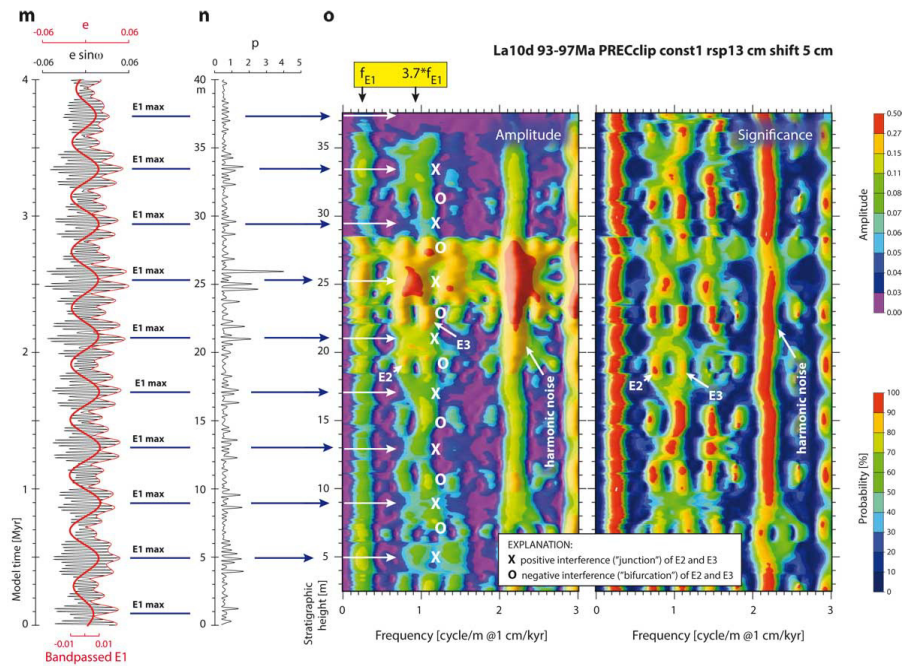 m
n
o
e
-0.06 0.06
e sinω
-0.06 0.06
p
0 1 2 3 4 5
La10d 93-97Ma PRECclip const1 rsp13 cm shift 5 cm
fE1 3.7*fE1
4
3
2
1
0
Model time [Myr]
E1 max
E1 max
E1 max
E1 max
E1 max
E1 max
E1 max
E1 max
E1 max
E1 max
-0.01 0.01
Bandpassed E1
40
m
35
30
25
20
15
10
5
0
Amplitude
35
30
25
20
15
10
5
Stratigraphic
height [m]
X
O
X
O
X
O
X
O
X
O
X
O
X
O
X
E3
E2
harmonic noise
0 1 2 3
Frequency [cycle/m @1 cm/kyr]
Significance
E2
E3
harmonic noise
EXPLANATION:
X positive interference ("junction") of E2 and E3
O negative interference ("bifurcation") of E2 and E3
0 1 2 3
Frequency [cycle/m @1 cm/kyr]
Amplitude
0.50
0.27
0.15
0.11
0.08
0.07
0.06
0.05
0.04
0.03
0.00
Probability [%]
100
90
80
70
60
50
40
30
20
10
0